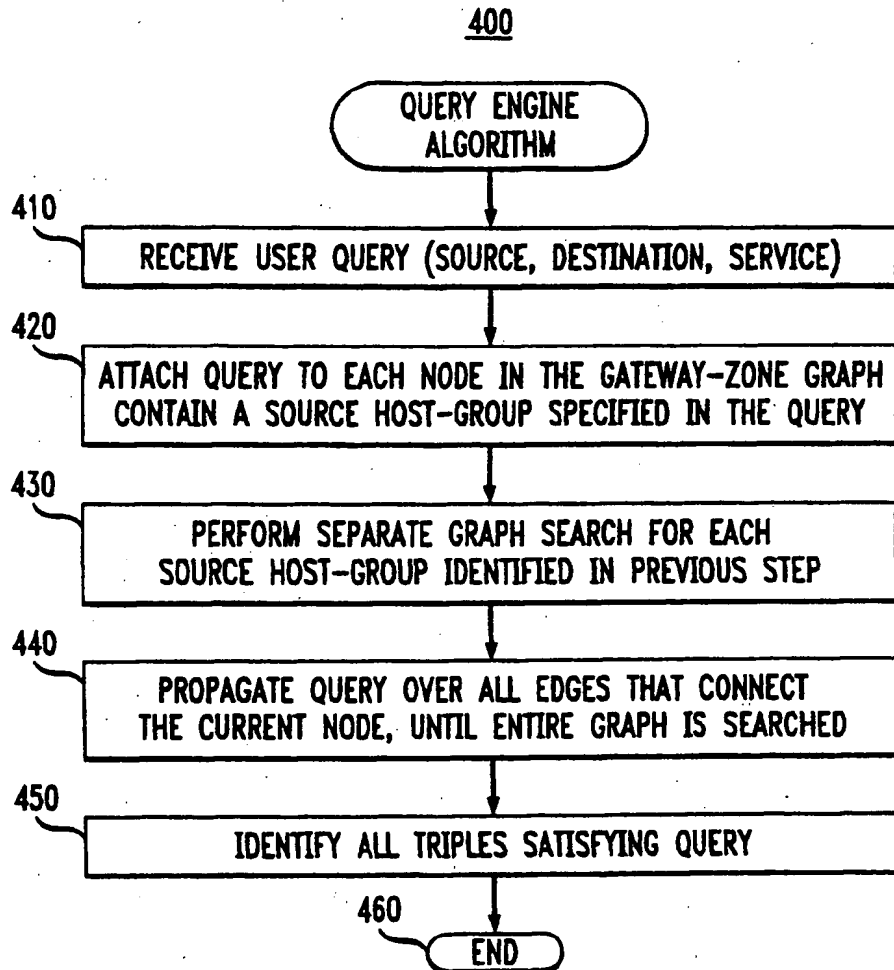 400
QUERY ENGINE
ALGORITHM
410
RECEIVE USER QUERY (SOURCE, DESTINATION, SERVICE)
420
ATTACH QUERY TO EACH NODE IN THE GATEWAY-ZONE GRAPH
CONTAIN A SOURCE HOST-GROUP SPECIFIED IN THE QUERY
430
PERFORM SEPARATE GRAPH SEARCH FOR EACH
SOURCE HOST-GROUP IDENTIFIED IN PREVIOUS STEP
440
PROPAGATE QUERY OVER ALL EDGES THAT CONNECT
THE CURRENT NODE, UNTIL ENTIRE GRAPH IS SEARCHED
450
IDENTIFY ALL TRIPLES SATISFYING QUERY
460
END